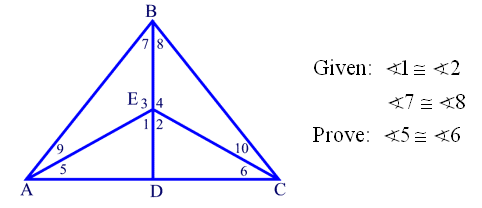 B
7 8
E 3 4
1 2
9 10
5 6
A D C
Given: ∢1 ≅ ∢2
∢7 ≅ ∢8
Prove: ∢5 ≅ ∢6